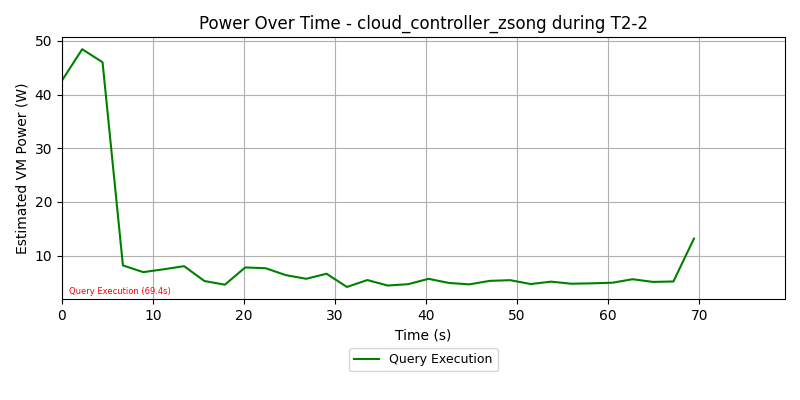 Power Over Time - cloud_controller_zsong during T2-2
Estimated VM Power (W)
50
40
30
20
10
Query Execution (69.4s)
0 10 20 30 40 50 60 70
Time (s)
Query Execution